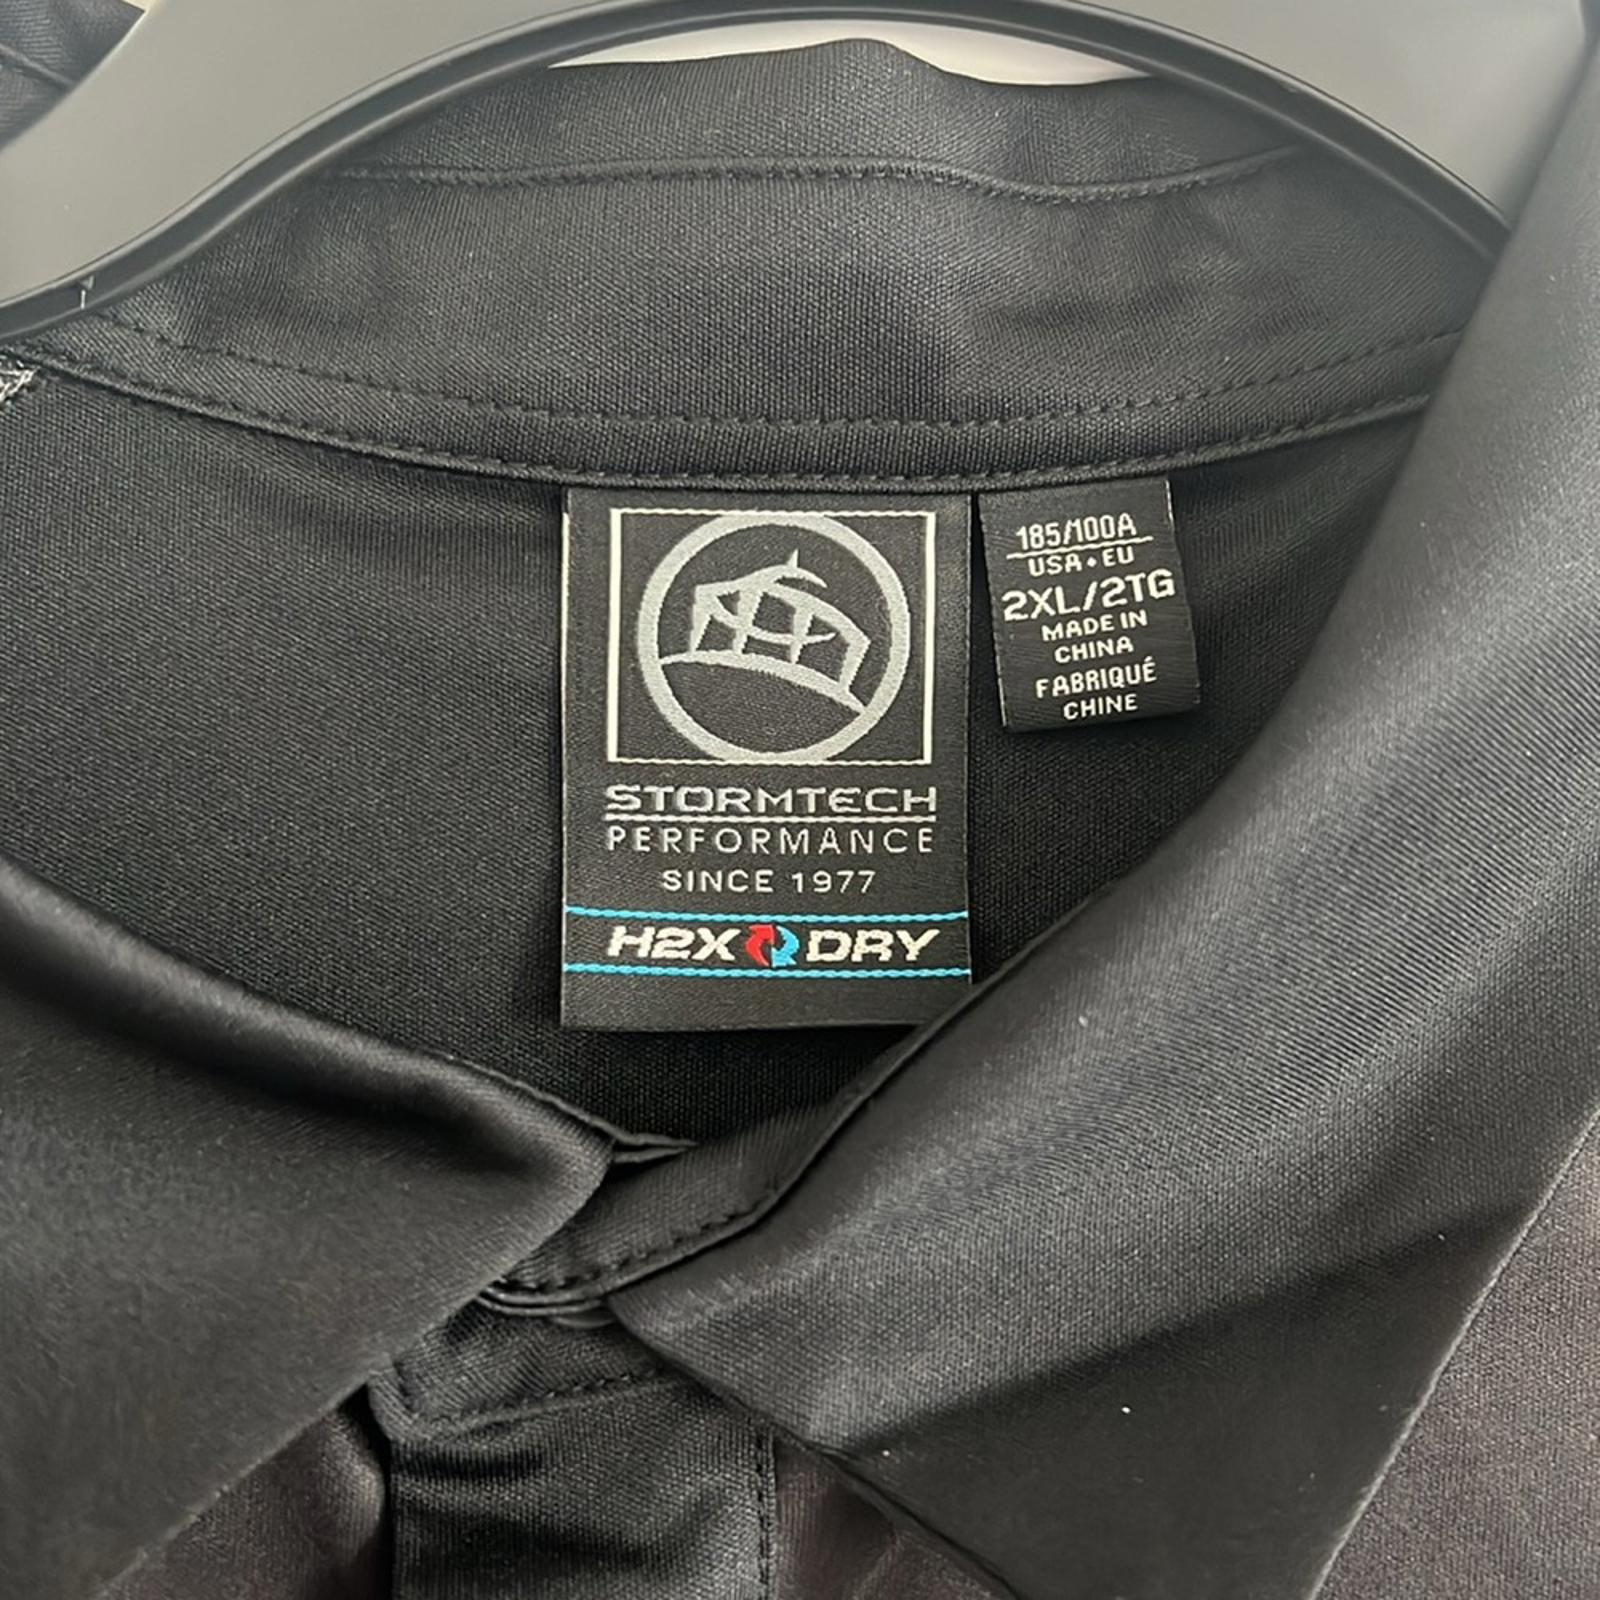 STORMTECH
PERFORMANCE
SINCE 1977
H2X DRY
185/100A
USA•EU
2XL/2TG
MADE IN
CHINA
FABRIQUÉ
CHINE